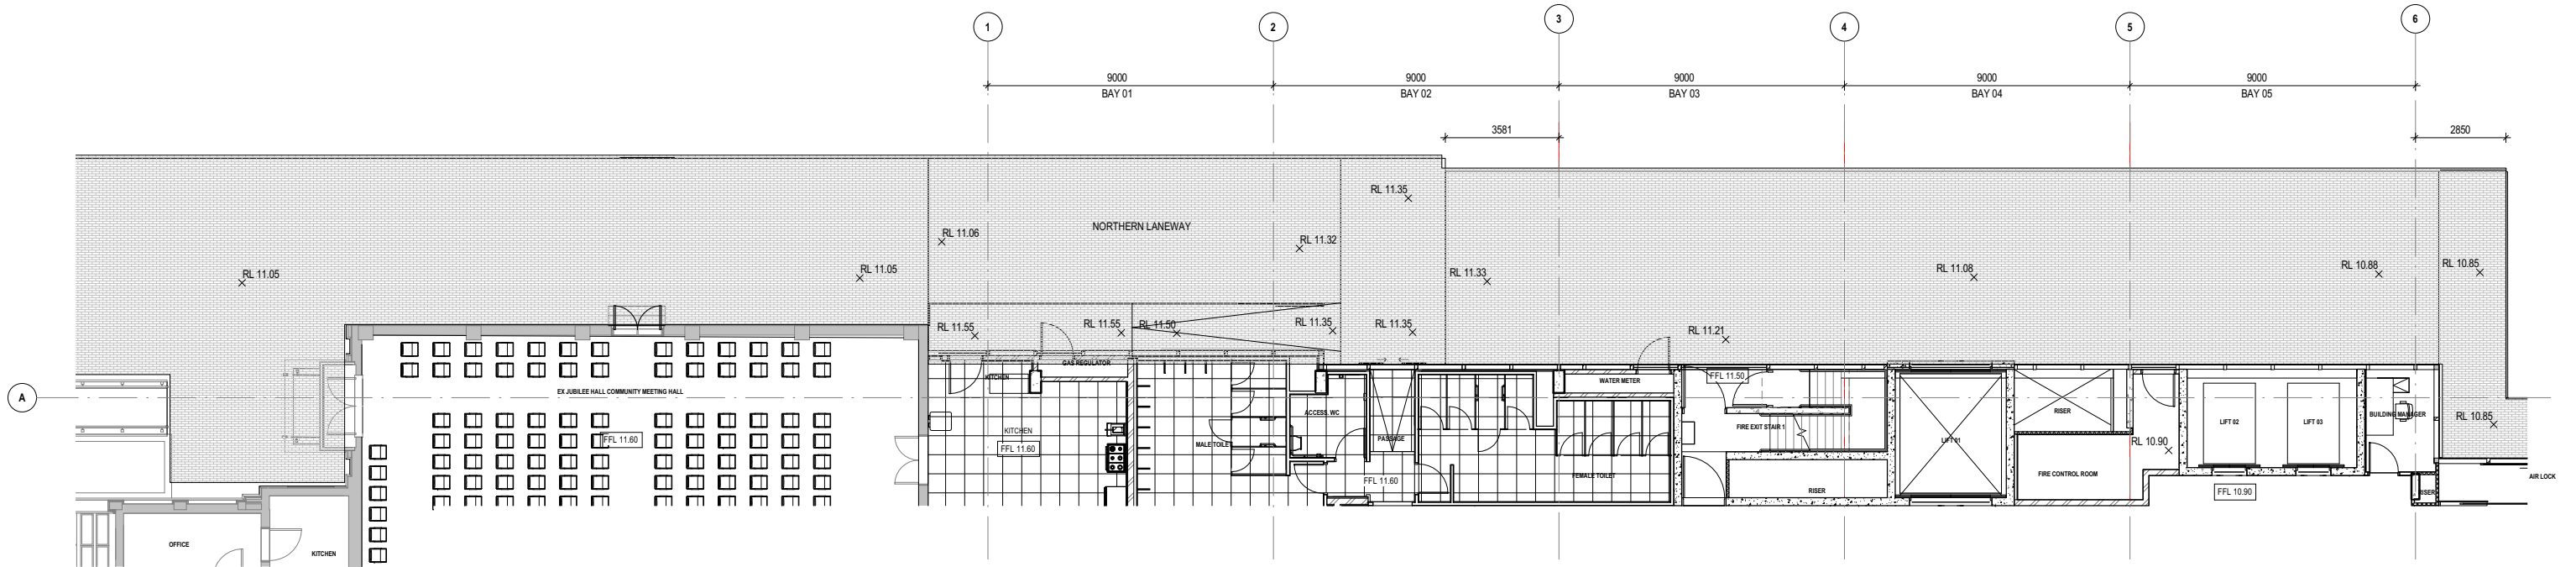 1
2
3
4
5
6
9000
9000
9000
9000
9000
BAY 01
BAY 02
BAY 03
BAY 04
BAY 05
3581
2850
RL 11.35
NORTHERN LANEWAY
RL 11.06
RL 11.32
RL 11.05
RL 11.05
RL 11.33
RL 11.08
RL 10.88
RL 10.85
RL 11.55
RL 11.55
RL 11.50
RL 11.35
RL 11.35
RL 11.21
GAS REGULATOR
KITCHEN
WATER METER
FFL 11.50
A
EX JUBILEE HALL COMMUNITY MEETING HALL
ACCESS. WC
RISER
BUILDING MANAGER
RL 10.85
LIFT 02
LIFT 03
FIRE EXIT STAIR 1
KITCHEN
FFL 11.60
FFL 11.60
MALE TOILET
PASSAGE
LIFT 01
RL 10.90
FIRE CONTROL ROOM
FEMALE TOILET
FFL 11.60
RISER
FFL 10.90
RISER
AIR LOCK
OFFICE
KITCHEN